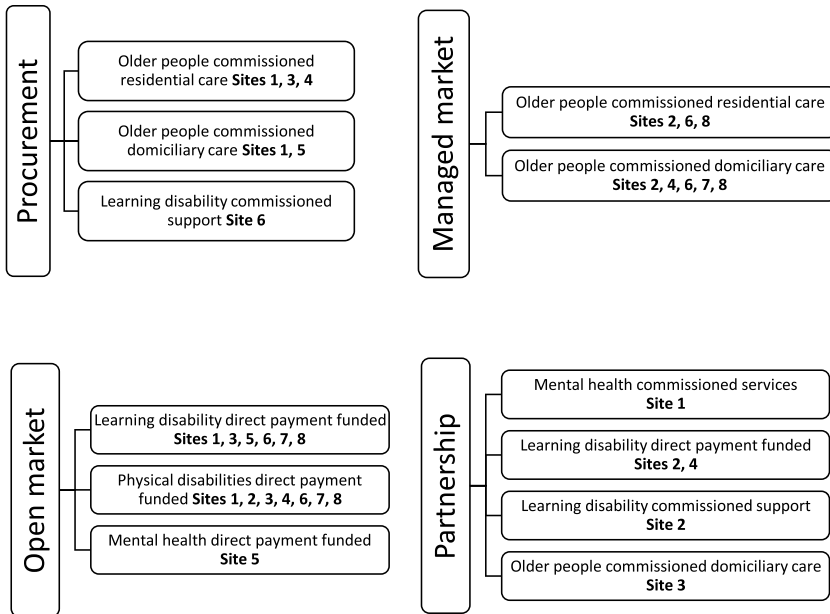 Procurement
Older people commissioned
residential care Sites 1, 3, 4
Older people commissioned
domiciliary care Sites 1, 5
Learning disability commissioned
support Site 6
Managed market
Older people commissioned residential care
Sites 2, 6, 8
Older people commissioned domiciliary care
Sites 2, 4, 6, 7, 8
Open market
Learning disability direct payment funded
Sites 1, 3, 5, 6, 7, 8
Physical disabilities direct payment
funded Sites 1, 2, 3, 4, 6, 7, 8
Mental health direct payment funded
Site 5
Partnership
Mental health commissioned services
Site 1
Learning disability direct payment funded
Sites 2, 4
Learning disability commissioned support
Site 2
Older people commissioned domiciliary care
Site 3